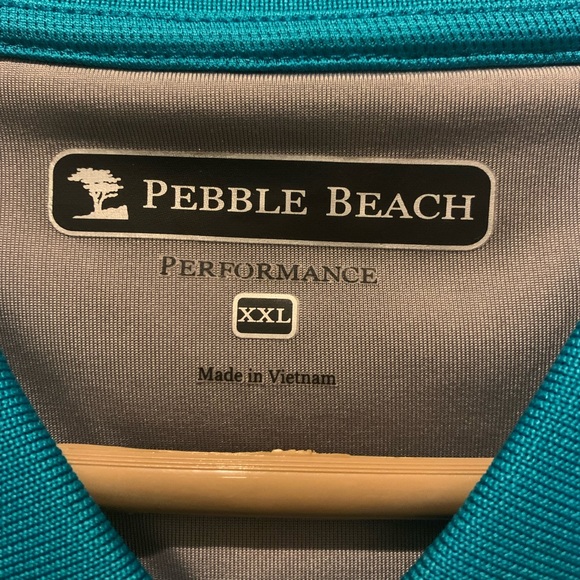 PEBBLE BEACH
PERFORMANCE
XXL
Made in Vietnam